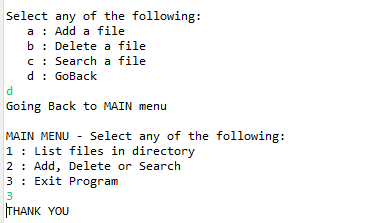 Select any of the following:
a : Add a file
b : Delete a file
c : Search a file
d : GoBack
d
Going Back to MAIN menu
MAIN MENU - Select any of the following:
1 : List files in directory
2 : Add, Delete or Search
3 : Exit Program
3
THANK YOU